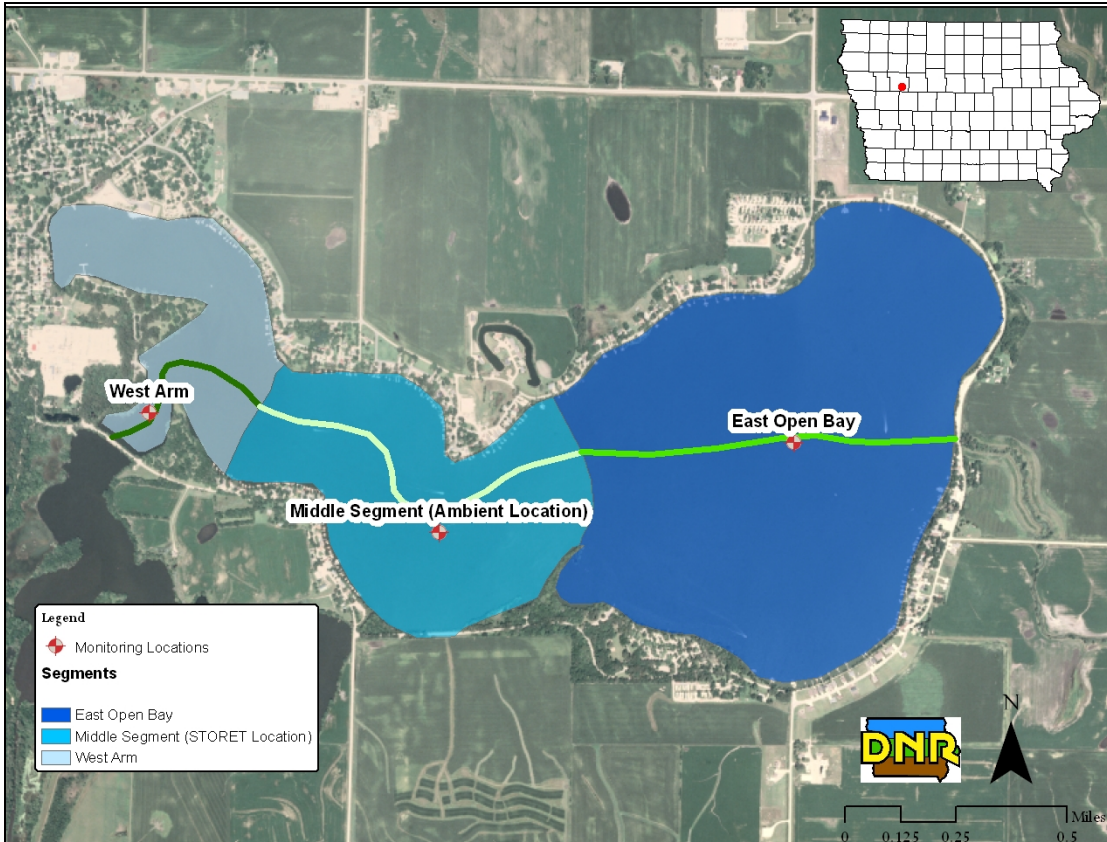 West Arm
East Open Bay
Middle Segment (Ambient Location)
Legend
Monitoring Locations
Segments
East Open Bay
Middle Segment (STORET Location)
West Arm
DNR
N
Miles
0 0.125 0.25 0.5